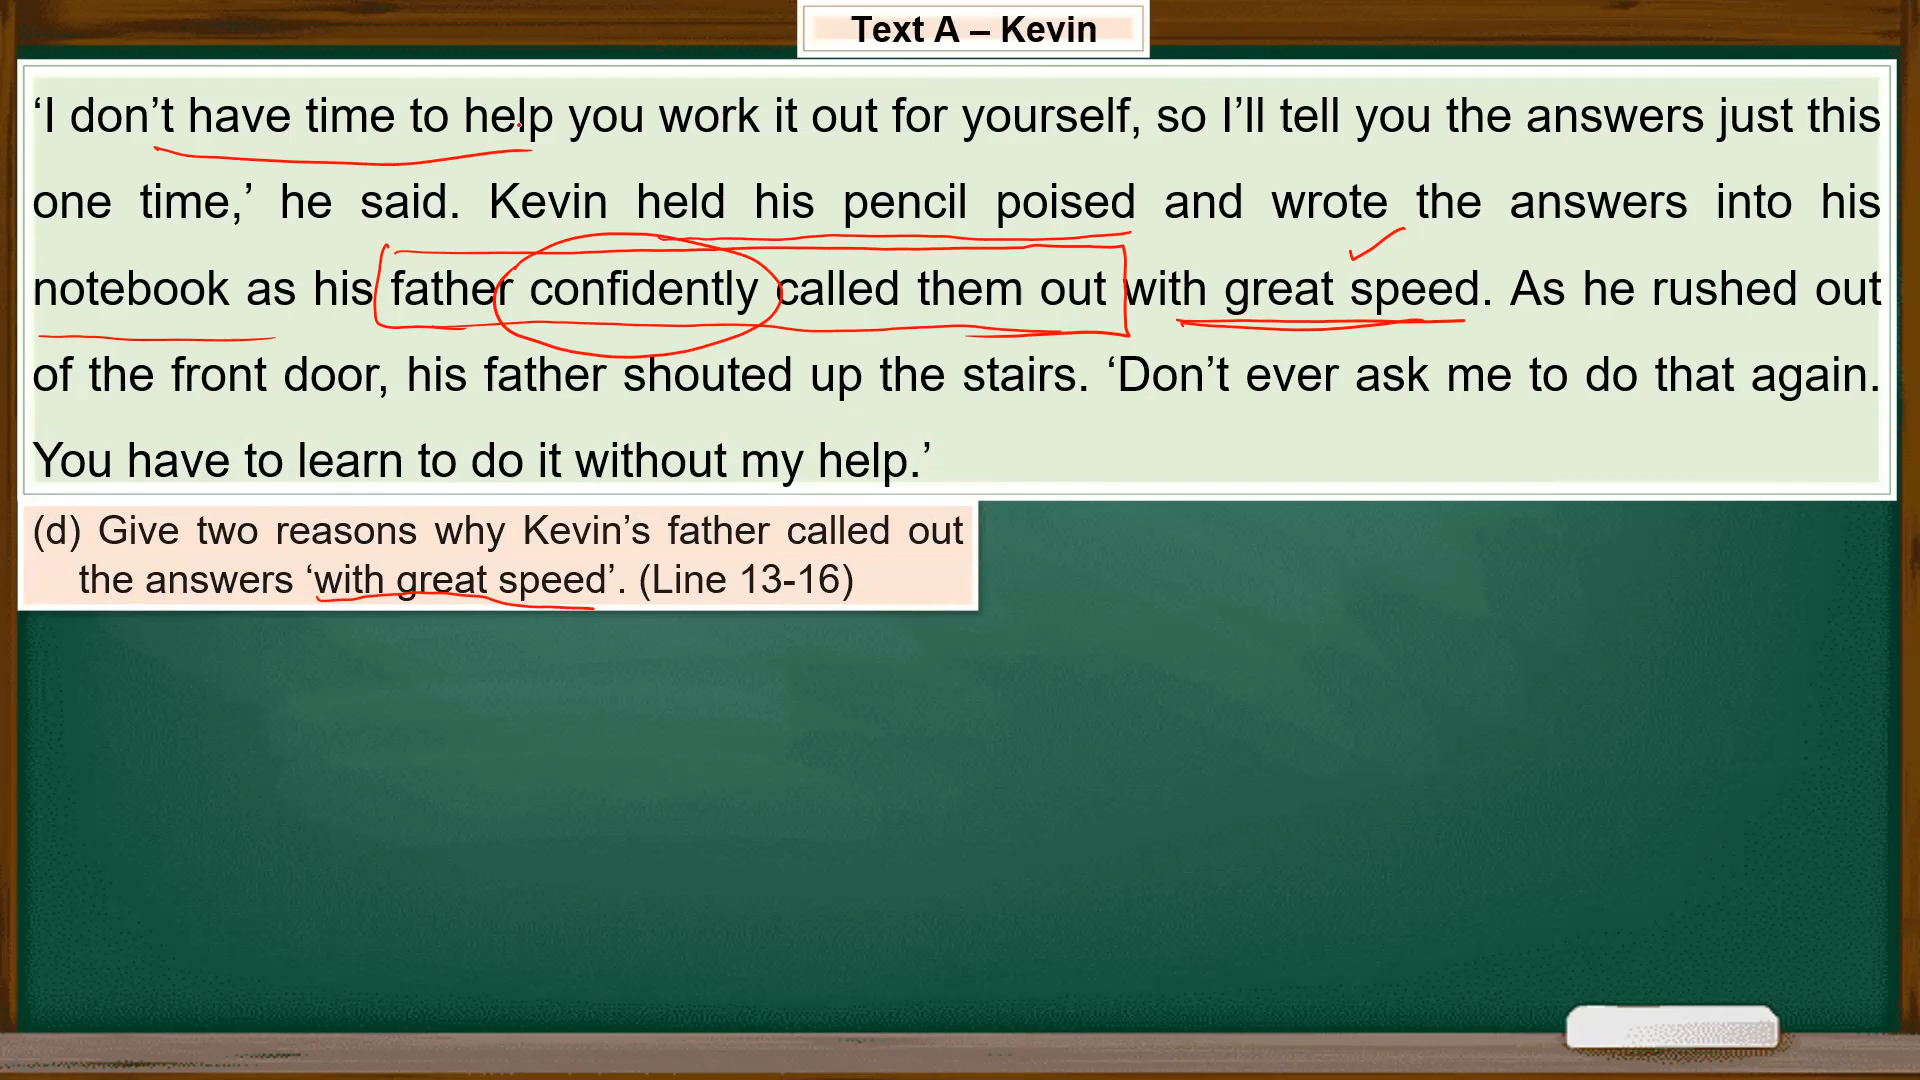 Text A – Kevin
‘I don’t have time to help you work it out for yourself, so I’ll tell you the answers just this
one time,’ he said. Kevin held his pencil poised and wrote the answers into his
notebook as his father confidently called them out with great speed. As he rushed out
of the front door, his father shouted up the stairs. ‘Don’t ever ask me to do that again.
You have to learn to do it without my help.’
(d) Give two reasons why Kevin’s father called out
the answers ‘with great speed’. (Line 13-16)